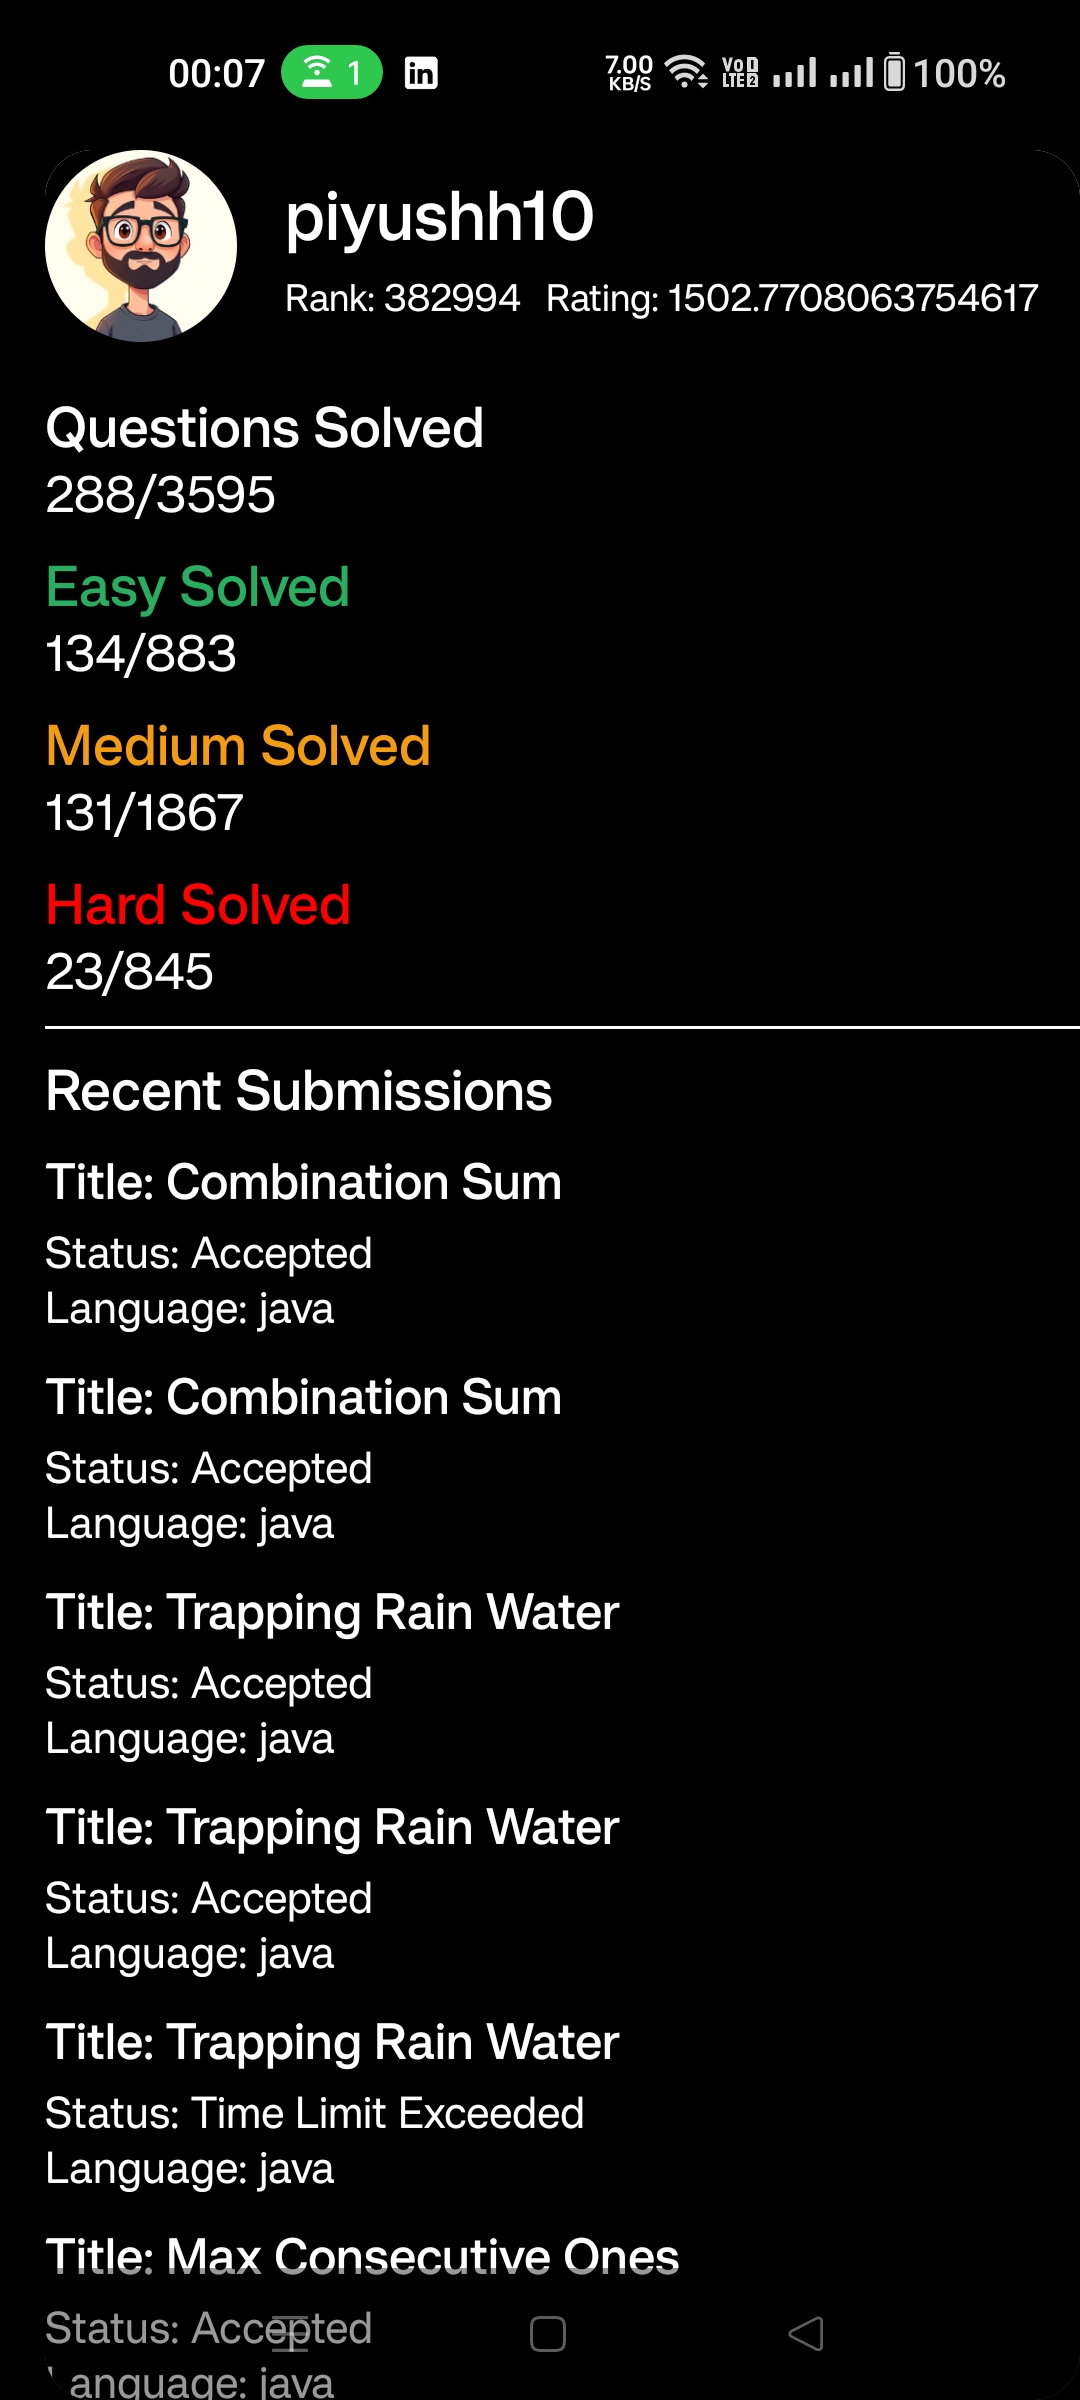 00:07 1 in 7.00 KB/S VoD LTE2 100%
piyushh10
Rank: 382994 Rating: 1502.7708063754617
Questions Solved
288/3595
Easy Solved
134/883
Medium Solved
131/1867
Hard Solved
23/845
Recent Submissions
Title: Combination Sum
Status: Accepted
Language: java
Title: Combination Sum
Status: Accepted
Language: java
Title: Trapping Rain Water
Status: Accepted
Language: java
Title: Trapping Rain Water
Status: Accepted
Language: java
Title: Trapping Rain Water
Status: Time Limit Exceeded
Language: java
Title: Max Consecutive Ones
Status: Accepted
Language: java